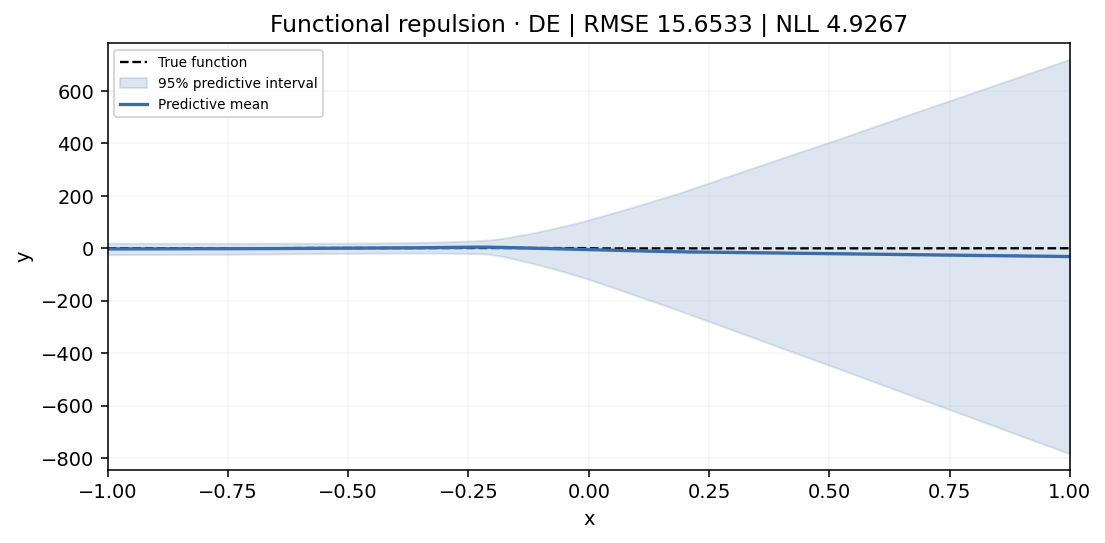 Functional repulsion · DE | RMSE 15.6533 | NLL 4.9267
True function
95% predictive interval
Predictive mean
600
400
200
0
−200
−400
−600
−800
y
−1.00 −0.75 −0.50 −0.25 0.00 0.25 0.50 0.75 1.00
x